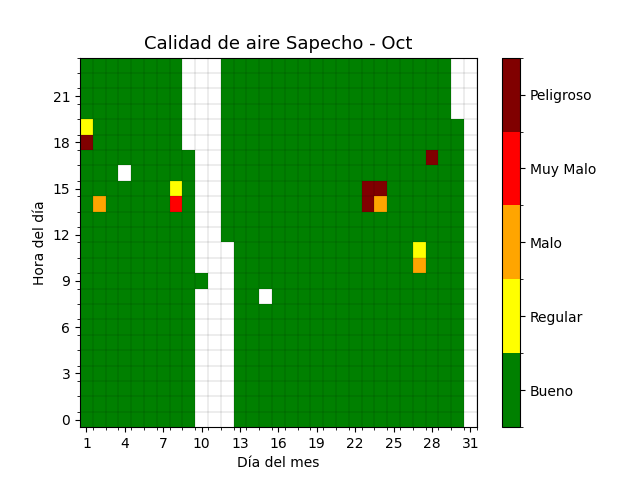 Calidad de aire Sapecho - Oct
Hora del día
21
18
15
12
9
6
3
0
1 4 7 10 13 16 19 22 25 28 31
Día del mes
Peligroso
Muy Malo
Malo
Regular
Bueno